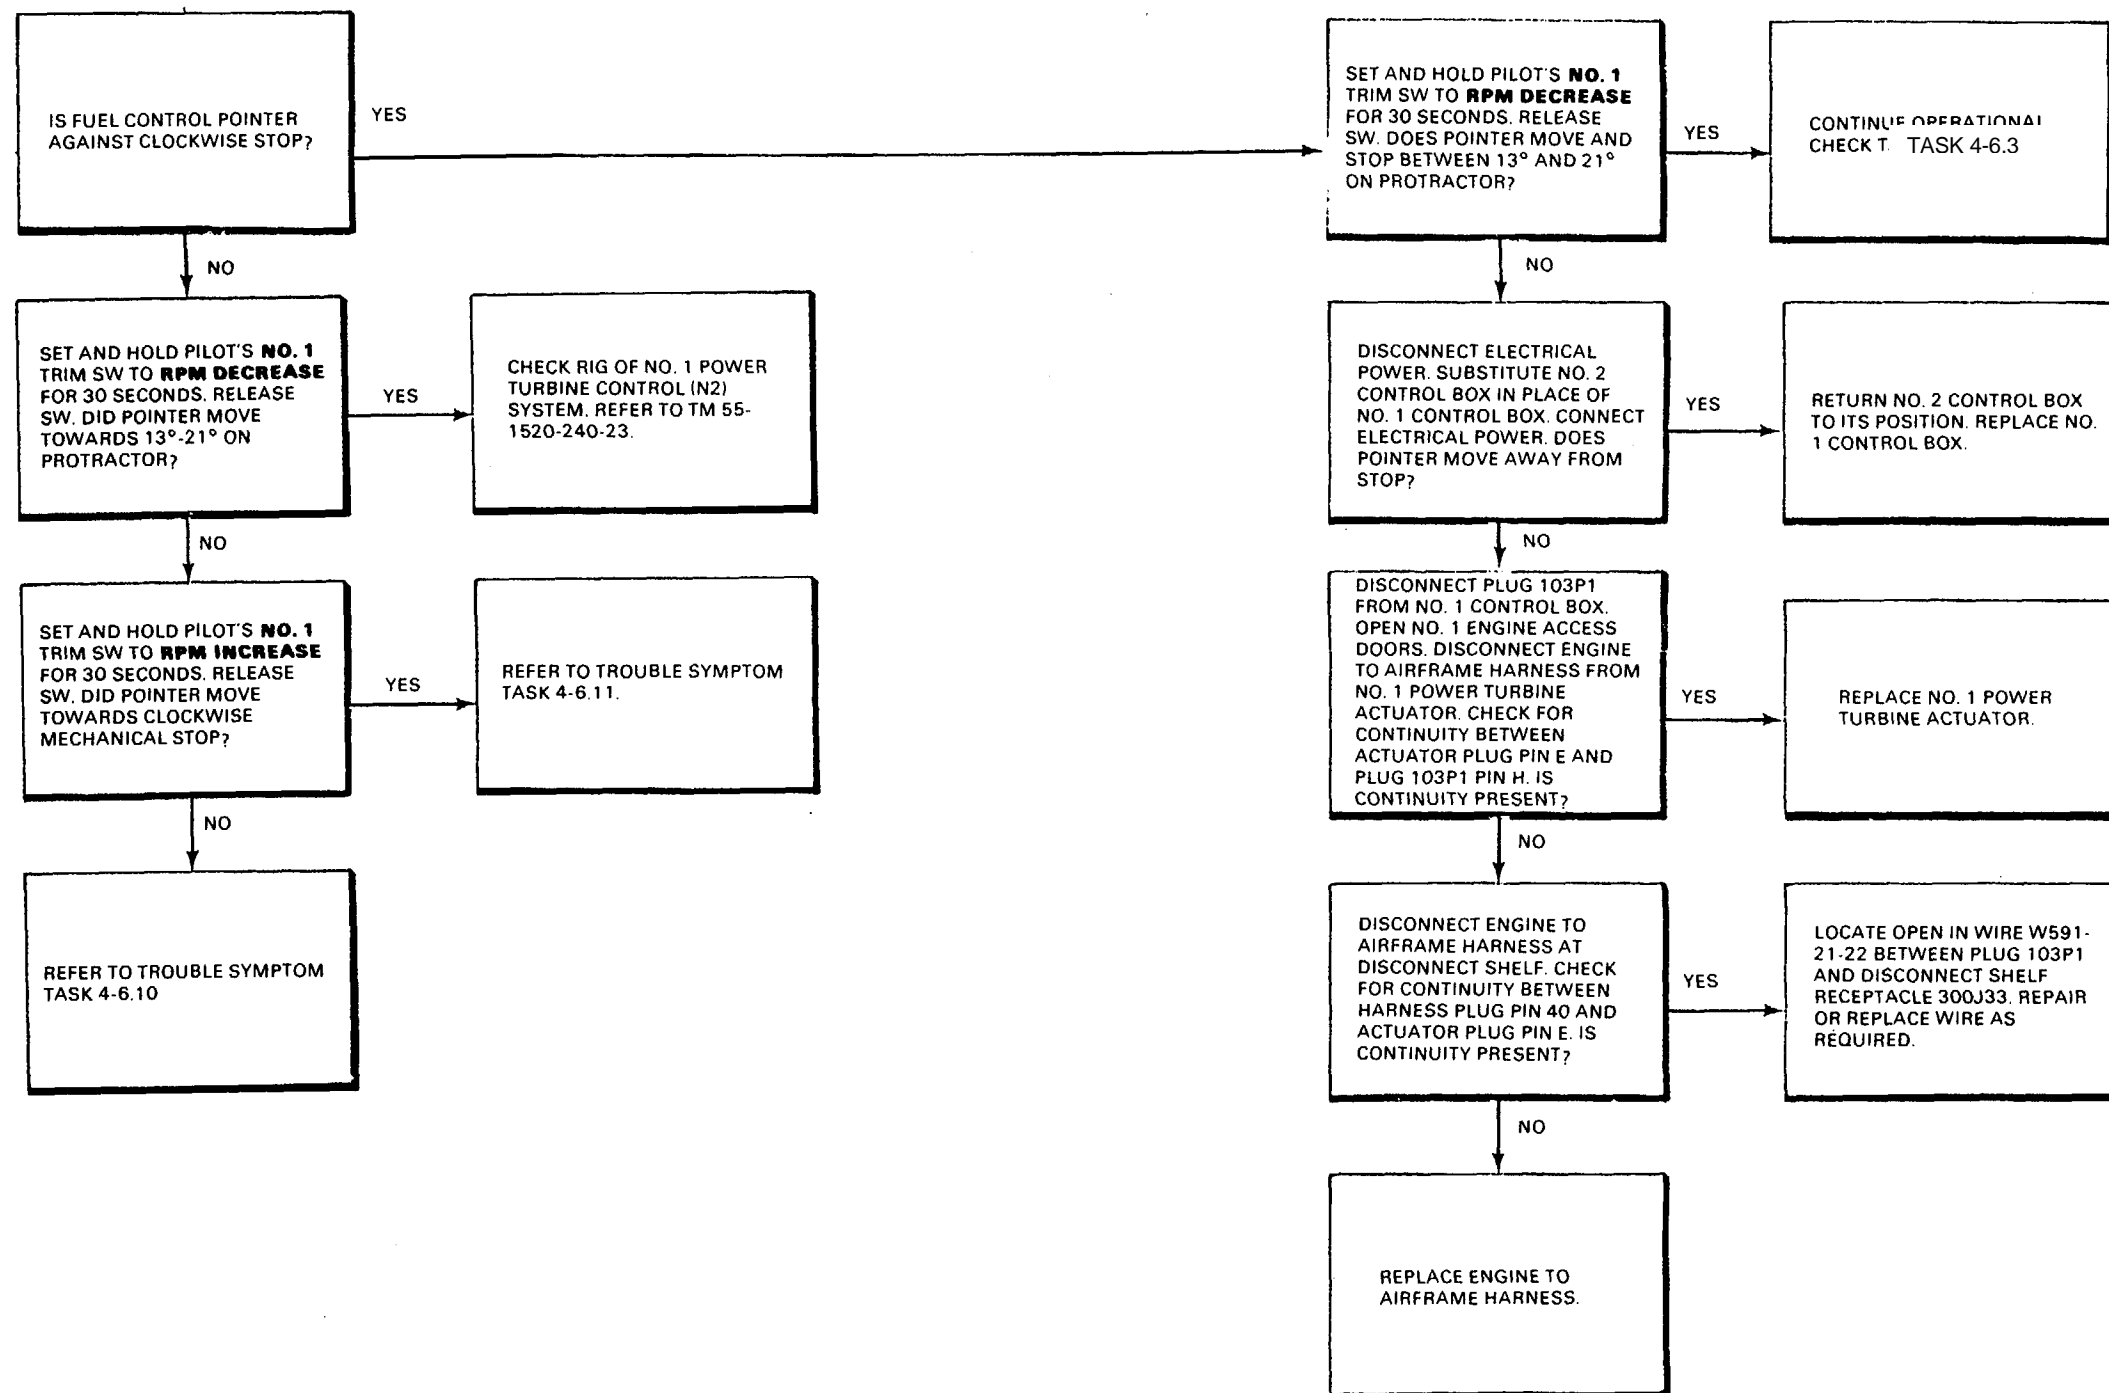 IS FUEL CONTROL POINTER
AGAINST CLOCKWISE STOP?
YES
NO
SET AND HOLD PILOT'S NO. 1
TRIM SW TO RPM DECREASE
FOR 30 SECONDS. RELEASE
SW. DID POINTER MOVE
TOWARDS 13°-21° ON
PROTRACTOR?
YES
CHECK RIG OF NO. 1 POWER
TURBINE CONTROL (N2)
SYSTEM. REFER TO TM 55-
1520-240-23.
NO
SET AND HOLD PILOT'S NO. 1
TRIM SW TO RPM INCREASE
FOR 30 SECONDS. RELEASE
SW. DID POINTER MOVE
TOWARDS CLOCKWISE
MECHANICAL STOP?
YES
REFER TO TROUBLE SYMPTOM
TASK 4-6.11.
NO
REFER TO TROUBLE SYMPTOM
TASK 4-6.10
SET AND HOLD PILOT'S NO. 1
TRIM SW TO RPM DECREASE
FOR 30 SECONDS. RELEASE
SW. DOES POINTER MOVE AND
STOP BETWEEN 13° AND 21°
ON PROTRACTOR?
YES
CONTINUE OPERATIONAL
CHECK T. TASK 4-6.3
NO
DISCONNECT ELECTRICAL
POWER. SUBSTITUTE NO. 2
CONTROL BOX IN PLACE OF
NO. 1 CONTROL BOX. CONNECT
ELECTRICAL POWER. DOES
POINTER MOVE AWAY FROM
STOP?
YES
RETURN NO. 2 CONTROL BOX
TO ITS POSITION. REPLACE NO.
1 CONTROL BOX.
NO
DISCONNECT PLUG 103P1
FROM NO. 1 CONTROL BOX.
OPEN NO. 1 ENGINE ACCESS
DOORS. DISCONNECT ENGINE
TO AIRFRAME HARNESS FROM
NO. 1 POWER TURBINE
ACTUATOR. CHECK FOR
CONTINUITY BETWEEN
ACTUATOR PLUG PIN E AND
PLUG 103P1 PIN H. IS
CONTINUITY PRESENT?
YES
REPLACE NO. 1 POWER
TURBINE ACTUATOR.
NO
DISCONNECT ENGINE TO
AIRFRAME HARNESS AT
DISCONNECT SHELF. CHECK
FOR CONTINUITY BETWEEN
HARNESS PLUG PIN 40 AND
ACTUATOR PLUG PIN E. IS
CONTINUITY PRESENT?
YES
LOCATE OPEN IN WIRE W591-
21-22 BETWEEN PLUG 103P1
AND DISCONNECT SHELF
RECEPTACLE 300J33. REPAIR
OR REPLACE WIRE AS
REQUIRED.
NO
REPLACE ENGINE TO
AIRFRAME HARNESS.